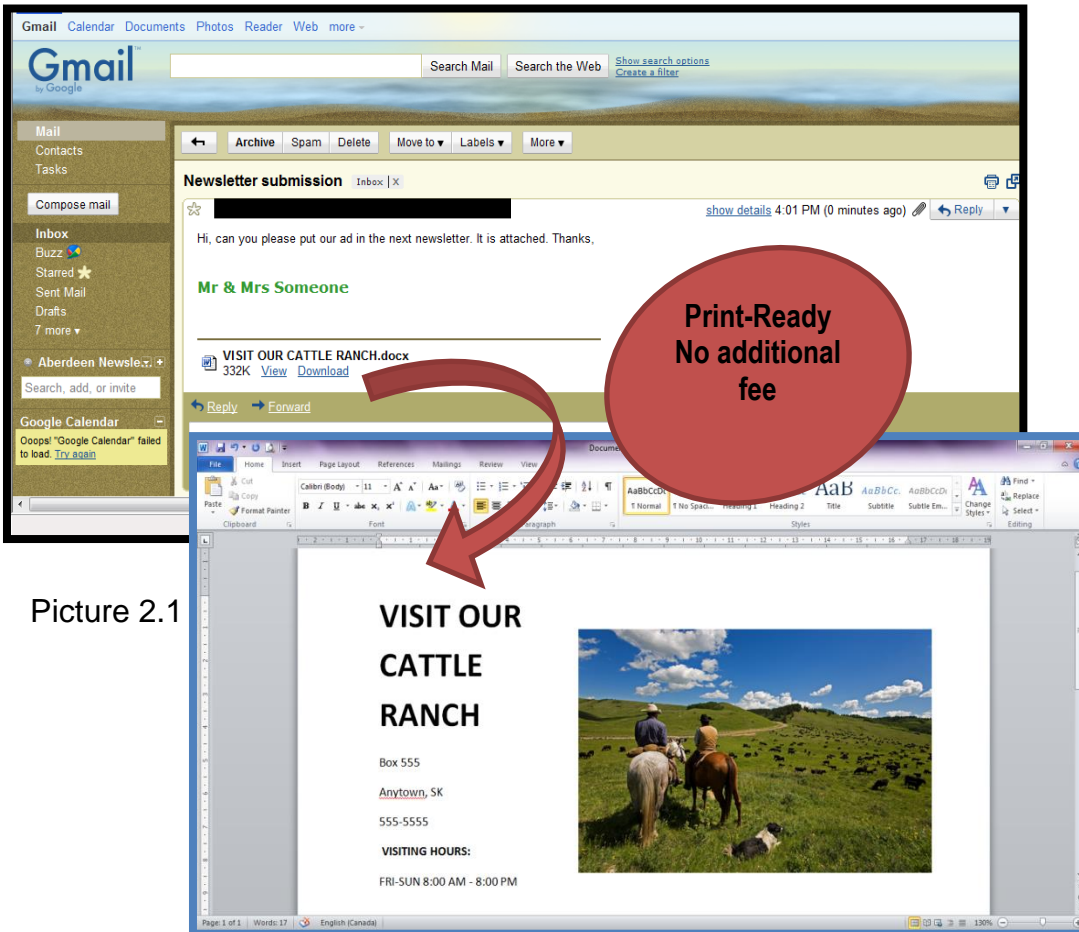 Gmail Calendar Documents Photos Reader Web more
Gmail
by Google
Search Mail Search the Web Show search options
Create a filter
Mail
Contacts
Tasks
Compose mail
Inbox
Buzz
Starred
Sent Mail
Drafts
7 more
Aberdeen Newsle...
Search, add, or invite
Google Calendar
Ooops! "Google Calendar" failed
to load. Try again
Archive Spam Delete Move to Labels More
Newsletter submission Inbox X
show details 4:01 PM (0 minutes ago) Reply
Hi, can you please put our ad in the next newsletter. It is attached. Thanks,
Mr & Mrs Someone
VISIT OUR CATTLE RANCH.docx
332K View Download
Reply Forward
Print-Ready
No additional
fee
Picture 2.1
File Home Insert Page Layout References Mailings Review View
Paste Cut
Copy
Format Painter
Clipboard
Calibri (Body) 11
Font
Paragraph
AaBbCcDc AaB AaBbCc. AaBbCcDc
Normal No Spaci... Heading 1 Heading 2 Title Subtitle Subtle Em...
Change
Styles
Styles
Find
Replace
Select
Editing
VISIT OUR
CATTLE
RANCH
Box 555
Anytown, SK
555-5555
VISITING HOURS:
FRI-SUN 8:00 AM - 8:00 PM
Page: 1 of 1 Words: 17 English (Canada) 130%